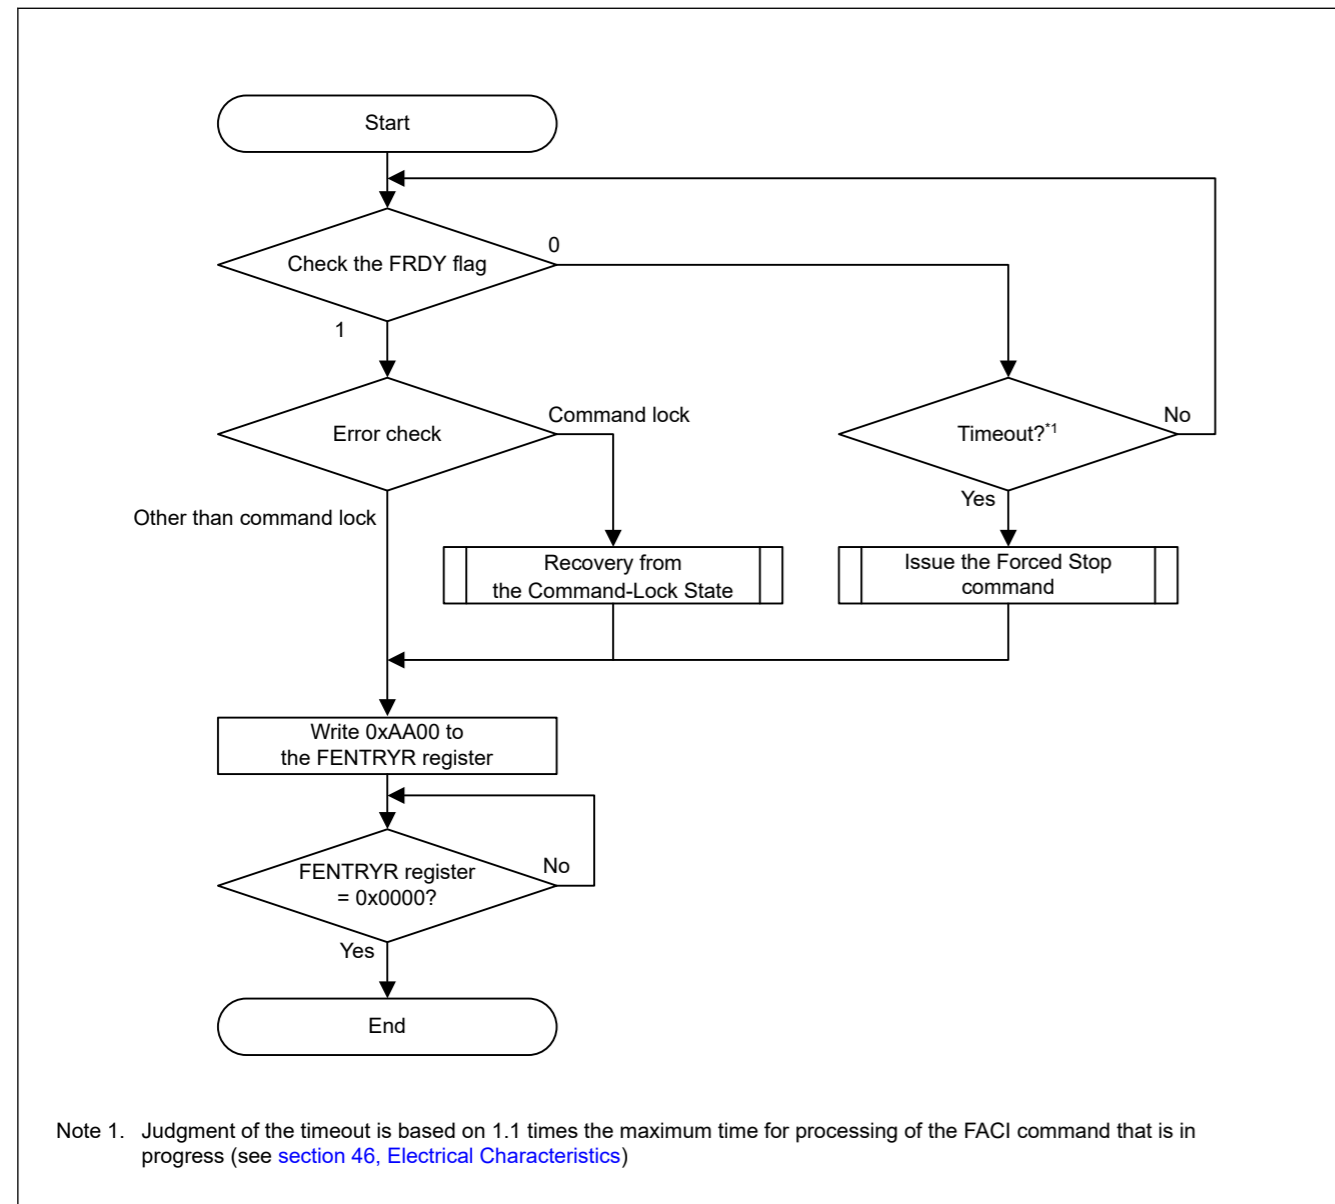 Start
Check the FRDY flag
0
1
Error check
Command lock
Timeout?*1
No
Other than command lock
Yes
Recovery from
the Command-Lock State
Issue the Forced Stop
command
Write 0xAA00 to
the FENTRYR register
FENTRYR register
= 0x0000?
No
Yes
End
Note 1. Judgment of the timeout is based on 1.1 times the maximum time for processing of the FACI command that is in
progress (see section 46, Electrical Characteristics)